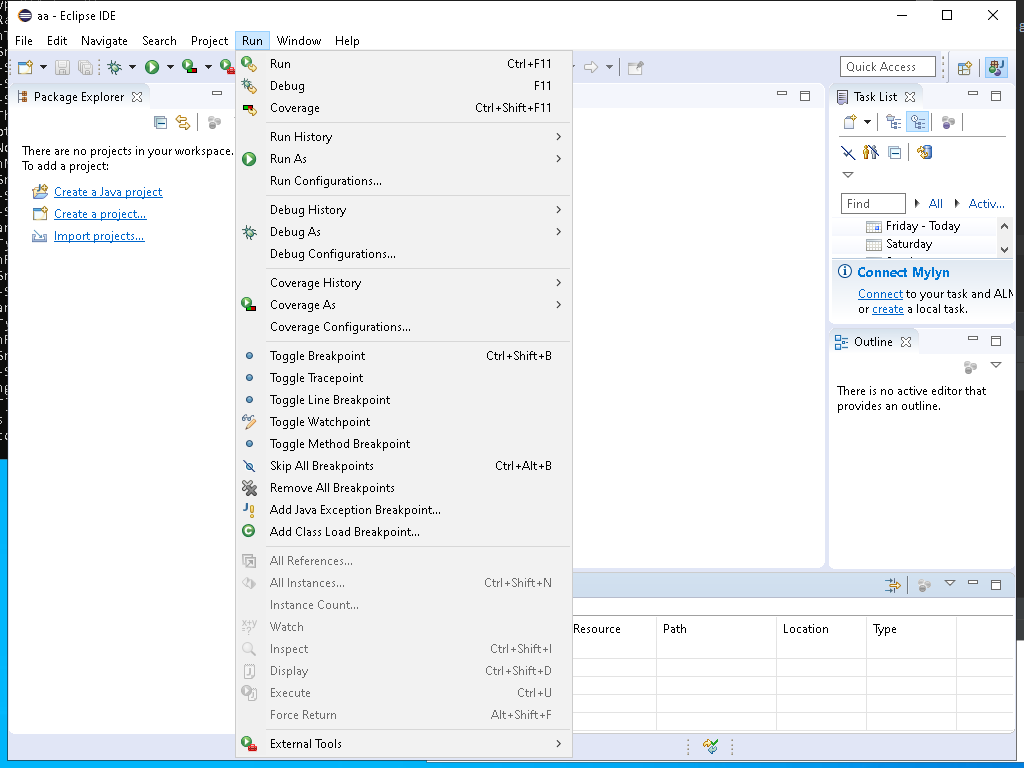 aa - Eclipse IDE
File Edit Navigate Search Project Run Window Help
Quick Access
Package Explorer
There are no projects in your workspace.
To add a project:
Create a Java project
Create a project...
Import projects...
Run Ctrl+F11
Debug F11
Coverage Ctrl+Shift+F11
Run History
Run As
Run Configurations...
Debug History
Debug As
Debug Configurations...
Coverage History
Coverage As
Coverage Configurations...
Toggle Breakpoint Ctrl+Shift+B
Toggle Tracepoint
Toggle Line Breakpoint
Toggle Watchpoint
Toggle Method Breakpoint
Skip All Breakpoints Ctrl+Alt+B
Remove All Breakpoints
Add Java Exception Breakpoint...
Add Class Load Breakpoint...
All References...
All Instances... Ctrl+Shift+N
Instance Count...
Watch
Inspect Ctrl+Shift+I
Display Ctrl+Shift+D
Execute Ctrl+U
Force Return Alt+Shift+F
External Tools
Task List
Find All Activ...
Friday - Today
Saturday
Connect Mylyn
Connect to your task and ALM
or create a local task.
Outline
There is no active editor that
provides an outline.
Resource Path Location Type